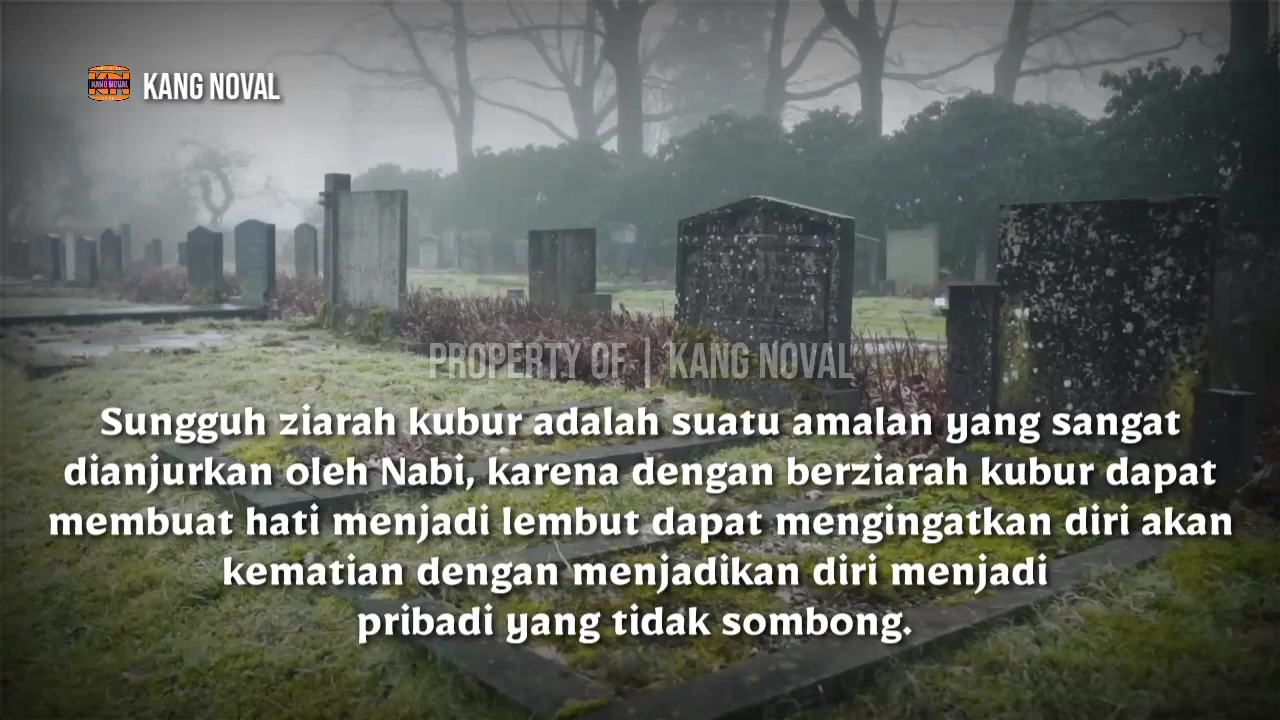 KANG NOVAL
KANG NOVAL
PROPERTY OF | KANG NOVAL
Sungguh ziarah kubur adalah suatu amalan yang sangat
dianjurkan oleh Nabi, karena dengan berziarah kubur dapat
membuat hati menjadi lembut dapat mengingatkan diri akan
kematian dengan menjadikan diri menjadi
pribadi yang tidak sombong.